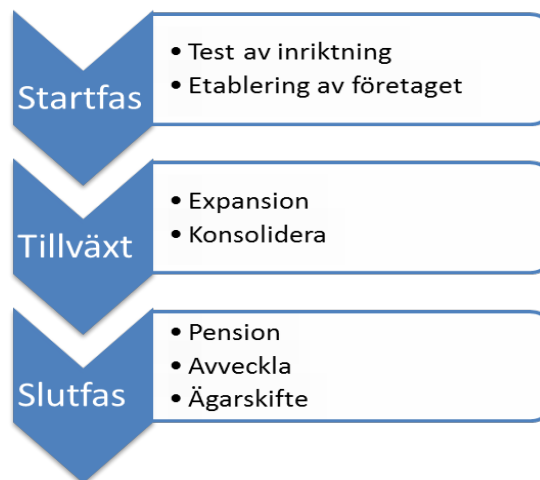 Startfas
• Test av inriktning
• Etablering av företaget
Tillväxt
• Expansion
• Konsolidera
Slutfas
• Pension
• Avveckla
• Ägarskifte